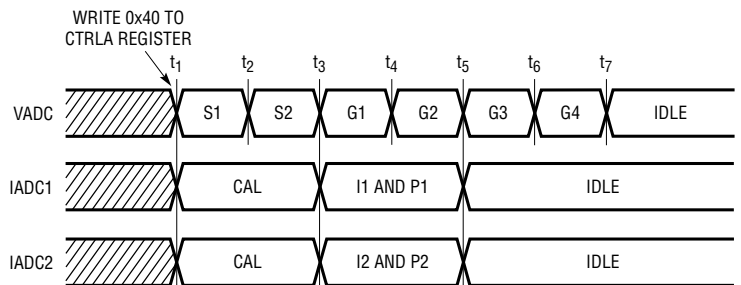 WRITE 0x40 TO
CTRLA REGISTER
t1 t2 t3 t4 t5 t6 t7
VADC S1 S2 G1 G2 G3 G4 IDLE
IADC1 CAL I1 AND P1 IDLE
IADC2 CAL I2 AND P2 IDLE